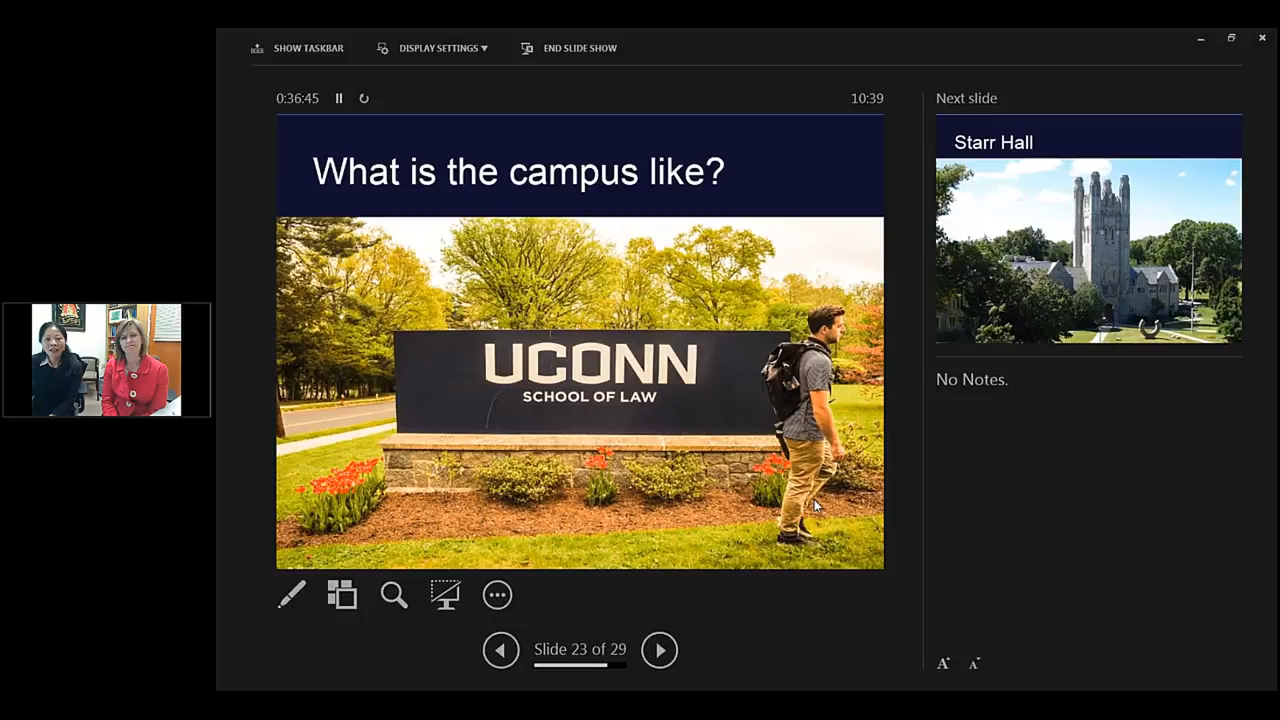 SHOW TASKBAR
DISPLAY SETTINGS ▼
END SLIDE SHOW
0:36:45
10:39
What is the campus like?
UCONN
SCHOOL OF LAW
Slide 23 of 29
Next slide
Starr Hall
No Notes.
A A